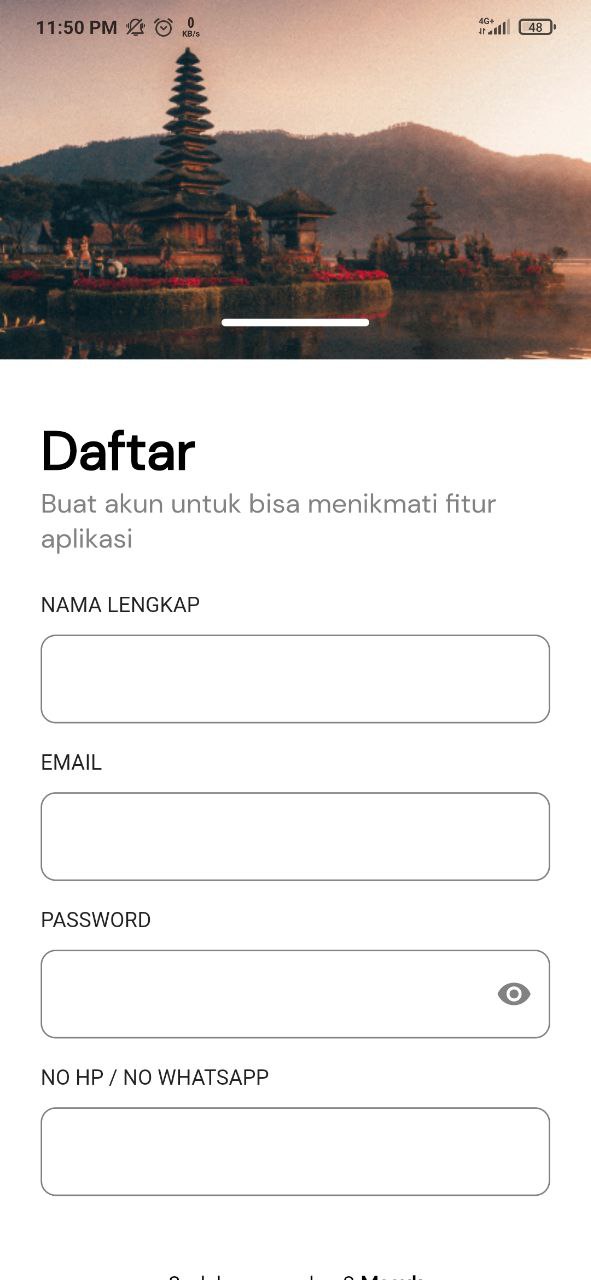 11:50 PM 0 KB/s 4G+ 48
Daftar
Buat akun untuk bisa menikmati fitur
aplikasi
NAMA LENGKAP
EMAIL
PASSWORD
NO HP / NO WHATSAPP